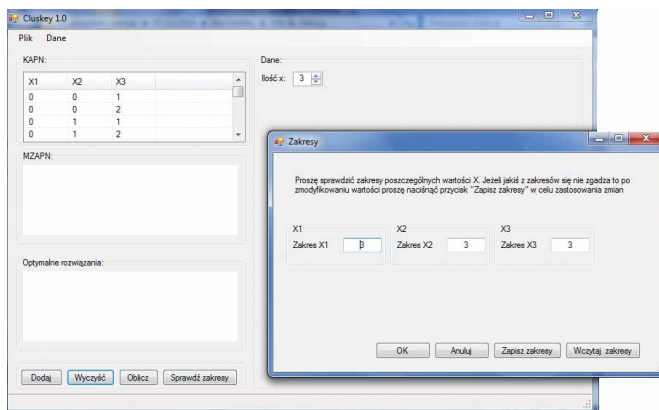 Cluskey 1.0
Plik Dane
KAPN:
X1 X2 X3
0 0 1
0 0 2
0 1 1
0 1 2
MZAPN:
Optymalne rozwiązania:
Dodaj Wyczyść Oblicz Sprawdź zakresy
Dane:
Ilość x: 3
Zakresy
Proszę sprawdzić zakresy poszczególnych wartości X. Jeżeli jakiś z zakresów się nie zgadza to po
zmodyfikowaniu wartości proszę nacisnąć przycisk "Zapisz zakresy" w celu zastosowania zmian
X1 X2 X3
Zakres X1 3 Zakres X2 3 Zakres X3 3
OK Anuluj Zapisz zakresy Wczytaj zakresy